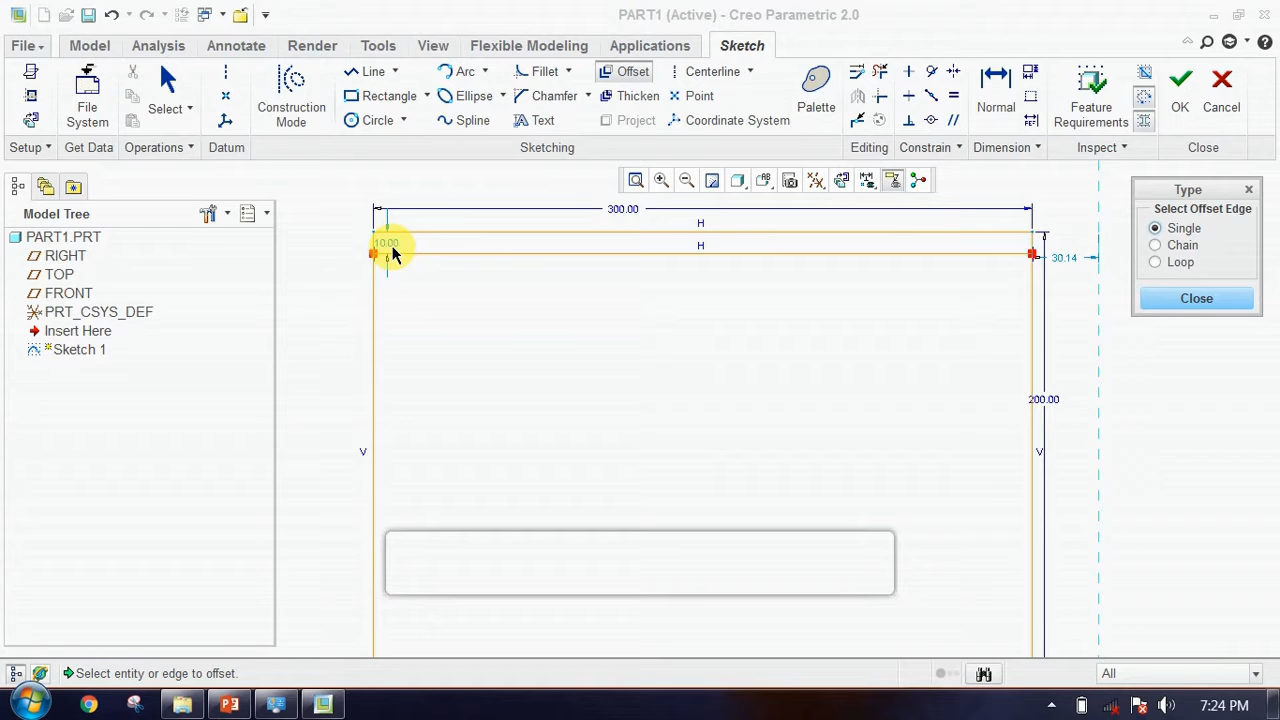 PART1 (Active) - Creo Parametric 2.0
File Model Analysis Annotate Render Tools View Flexible Modeling Applications Sketch
Line Arc Fillet Offset Centerline
Rectangle Ellipse Chamfer Thicken Point
Circle Spline Text Project Coordinate System
File System Select Construction Mode Palette Normal Feature Requirements OK Cancel
Setup Get Data Operations Datum Sketching Editing Constrain Dimension Inspect Close
Model Tree
PART1.PRT
RIGHT
TOP
FRONT
PRT_CSYS_DEF
Insert Here
Sketch 1
300.00
H
10.00
H
30.14
200.00
V
V
Type
Select Offset Edge
Single
Chain
Loop
Close
Select entity or edge to offset.
All
7:24 PM